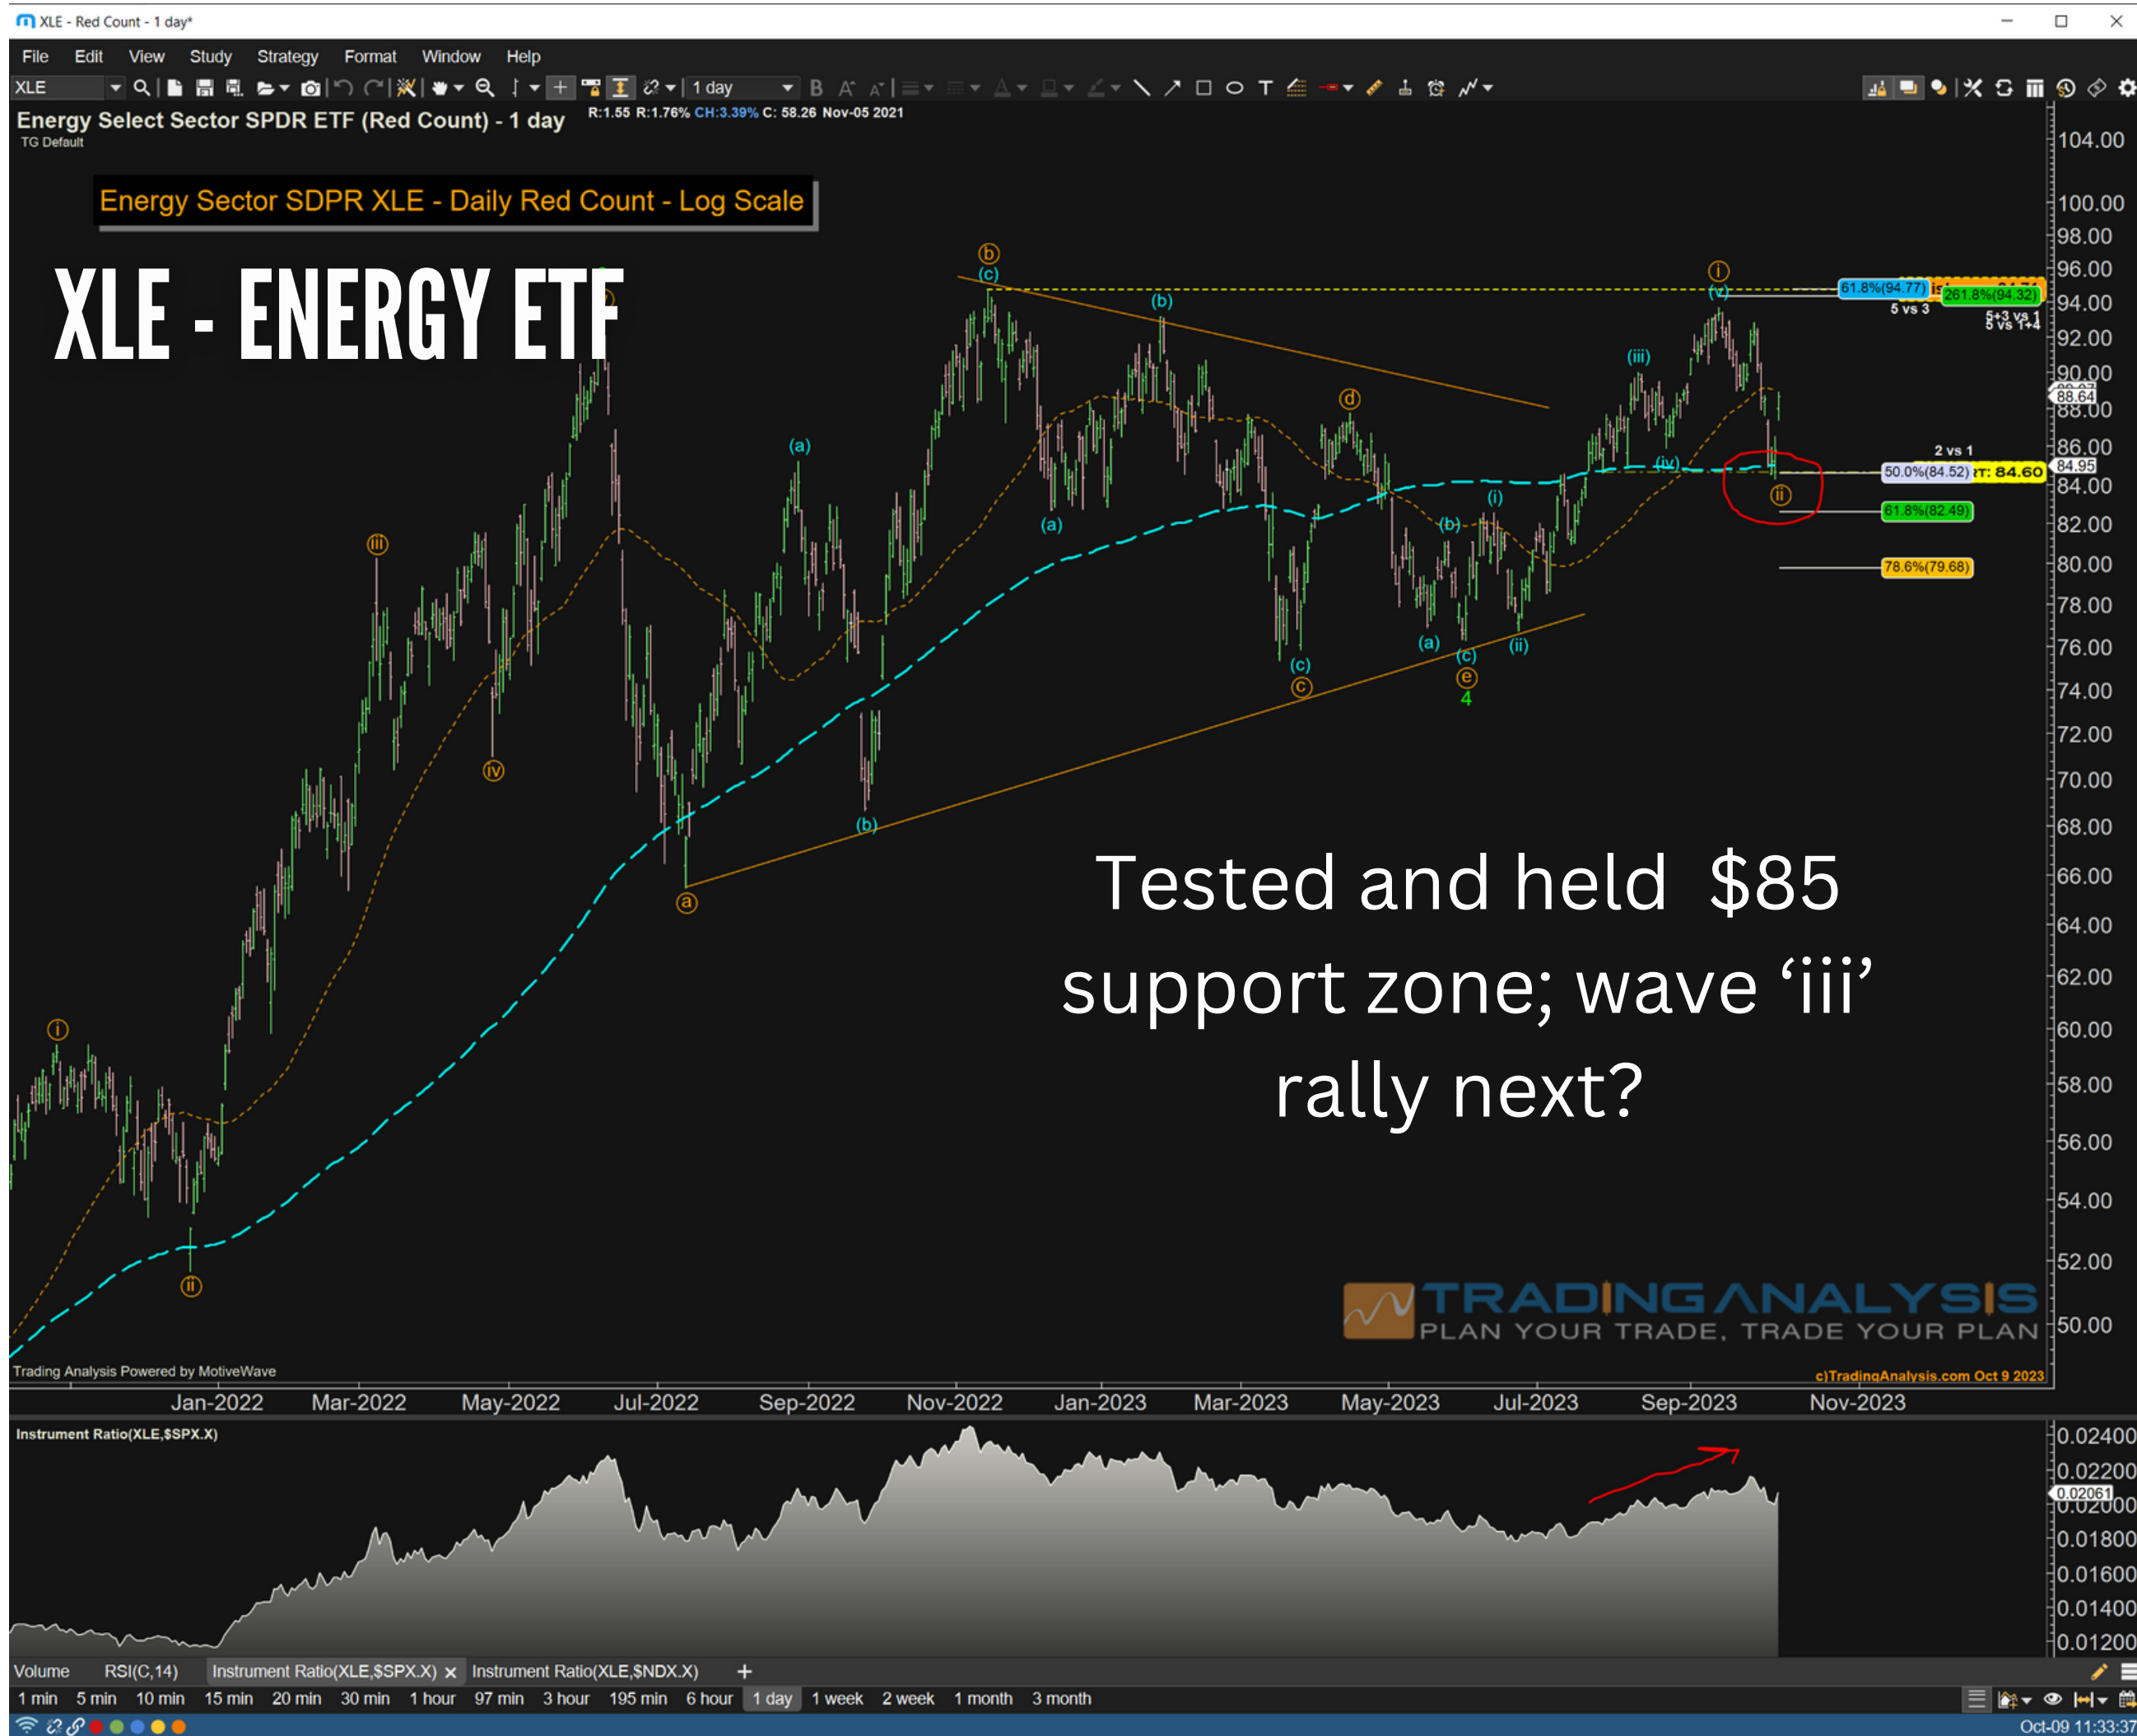 XLE - Red Count - 1 day*
File Edit View Study Strategy Format Window Help
XLE 1 day
Energy Select Sector SPDR ETF (Red Count) - 1 day R:1.55 R:1.76% CH:3.39% C: 58.26 Nov-05 2021
TG Default
Energy Sector SDPR XLE - Daily Red Count - Log Scale
XLE - ENERGY ETF
104.00
100.00
98.00
96.00
94.00
92.00
90.00
88.64
88.00
86.00
84.95
84.00
82.00
80.00
78.00
76.00
74.00
72.00
70.00
68.00
66.00
64.00
62.00
60.00
58.00
56.00
54.00
52.00
50.00
61.8%(94.77)
261.8%(94.32)
5 vs 3
5+3 vs 1
5 vs 1+4
2 vs 1
50.0%(84.52) RT: 84.60
61.8%(82.49)
78.6%(79.68)
i
ii
iii
iv
a
(a)
(b)
b
(c)
(a)
(b)
(c)
c
d
(a)
(b)
(c)
e
4
(i)
(ii)
(iii)
(iv)
i
(v)
ii
Tested and held $85
support zone; wave ‘iii’
rally next?
TRADINGANALYSIS
PLAN YOUR TRADE, TRADE YOUR PLAN
Trading Analysis Powered by MotiveWave
c)TradingAnalysis.com Oct 9 2023
Jan-2022 Mar-2022 May-2022 Jul-2022 Sep-2022 Nov-2022 Jan-2023 Mar-2023 May-2023 Jul-2023 Sep-2023 Nov-2023
Instrument Ratio(XLE,$SPX.X)
0.02400
0.02200
0.02061
0.02000
0.01800
0.01600
0.01400
0.01200
Volume RSI(C,14) Instrument Ratio(XLE,$SPX.X) x Instrument Ratio(XLE,$NDX.X) +
1 min 5 min 10 min 15 min 20 min 30 min 1 hour 97 min 3 hour 195 min 6 hour 1 day 1 week 2 week 1 month 3 month
Oct-09 11:33:37